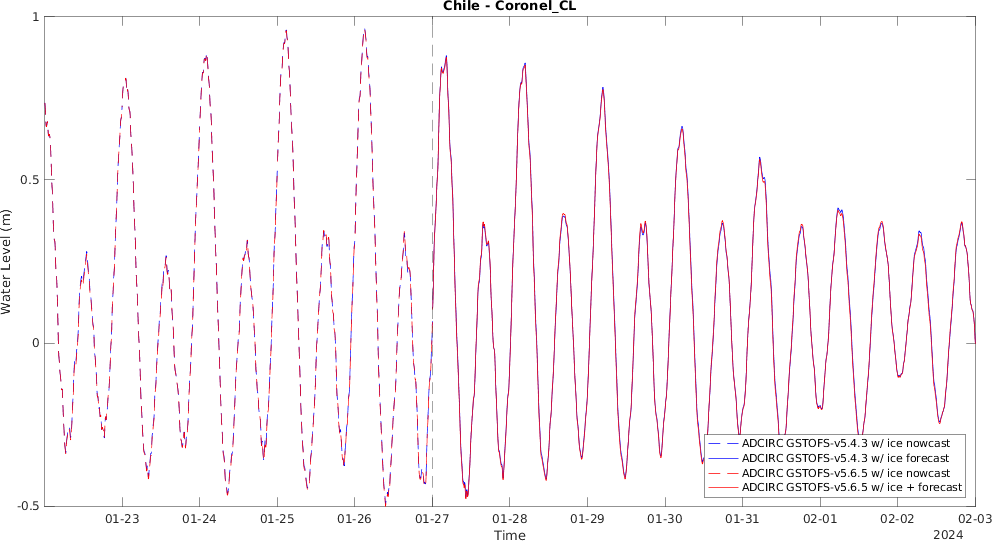 Chile - Coronel_CL
Water Level (m)
1
0.5
0
-0.5
01-23 01-24 01-25 01-26 01-27 01-28 01-29 01-30 01-31 02-01 02-02 02-03
Time
2024
ADCIRC GSTOFS-v5.4.3 w/ ice nowcast
ADCIRC GSTOFS-v5.4.3 w/ ice forecast
ADCIRC GSTOFS-v5.6.5 w/ ice nowcast
ADCIRC GSTOFS-v5.6.5 w/ ice + forecast